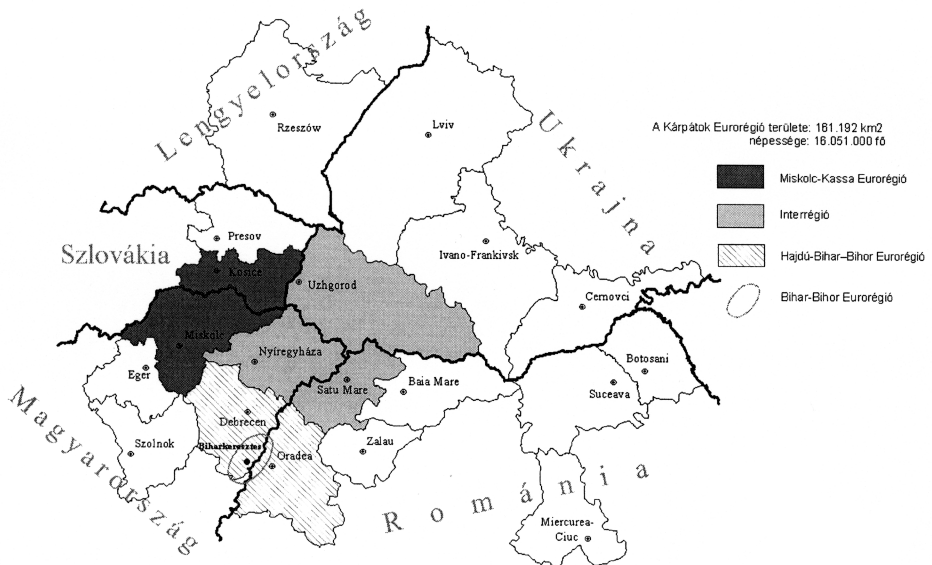 Lengyelország
Rzeszów
Lviv
Ukrajna
A Kárpátok Eurorégió területe: 161.192 km2
népessége: 16.051.000 fő
Miskolc-Kassa Eurorégió
Interrégió
Hajdú-Bihar–Bihor Eurorégió
Bihar-Bihor Eurorégió
Presov
Szlovákia
Kosice
Uzhgorod
Ivano-Frankivsk
Cernovci
Miskolc
Nyíregyháza
Eger
Satu Mare
Baia Mare
Botosani
Suceava
Magyarország
Debrecen
Szolnok
Biharkeresztes
Oradea
Zalau
Románia
Miercurea-
Ciuc